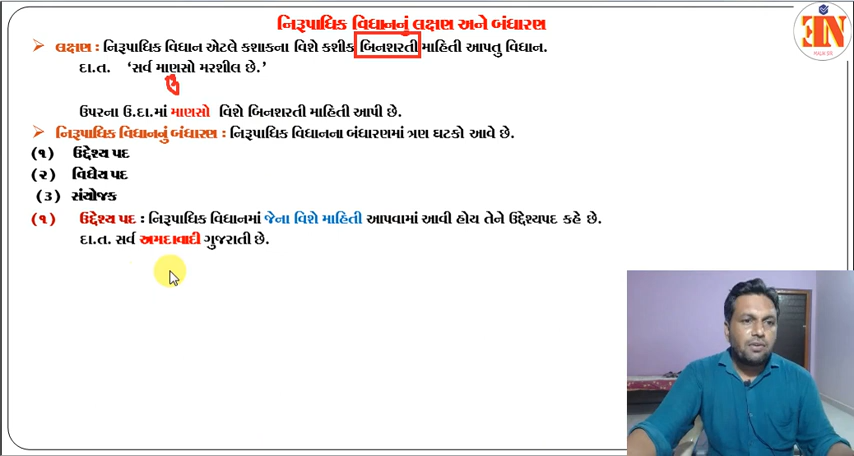 નિરૂપાધિક વિધાનનું લક્ષણ અને બંધારણ
લક્ષણ : નિરૂપાધિક વિધાન એટલે કશાકના વિશે કશીક બિનશરતી માહિતી આપતુ વિધાન.
દા.ત. ‘સર્વ માણસો મરશીલ છે.’
ઉપરના ઉ.દા.માં માણસો વિશે બિનશરતી માહિતી આપી છે.
નિરૂપાધિક વિધાનનું બંધારણ : નિરૂપાધિક વિધાનના બંધારણમાં ત્રણ ઘટકો આવે છે.
(૧) ઉદ્દેશ્ય પદ
(૨) વિધેય પદ
(૩) સંયોજક
(૧) ઉદ્દેશ્ય પદ : નિરૂપાધિક વિધાનમાં જેના વિશે માહિતી આપવામાં આવી હોય તેને ઉદ્દેશ્યપદ કહે છે.
દા.ત. સર્વ અમદાવાદી ગુજરાતી છે.